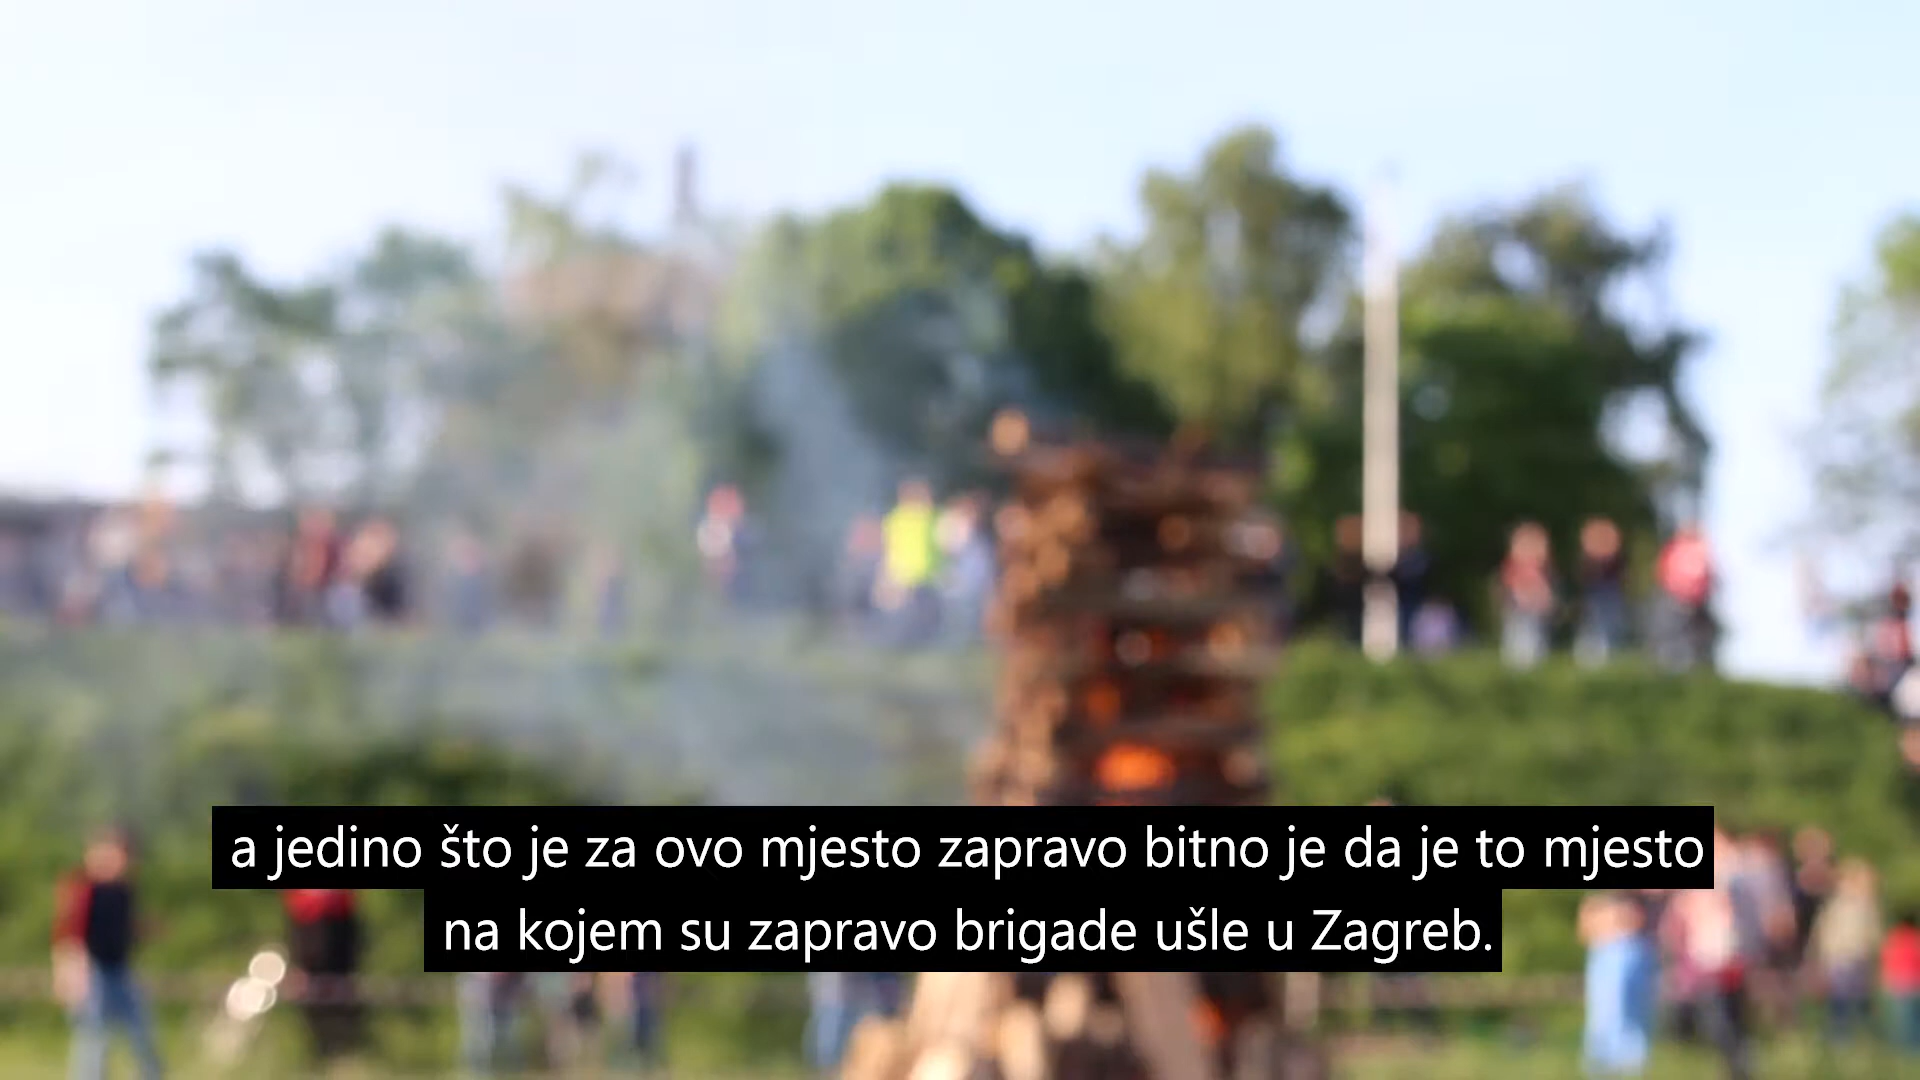 a jedino što je za ovo mjesto zapravo bitno je da je to mjesto
na kojem su zapravo brigade ušle u Zagreb.